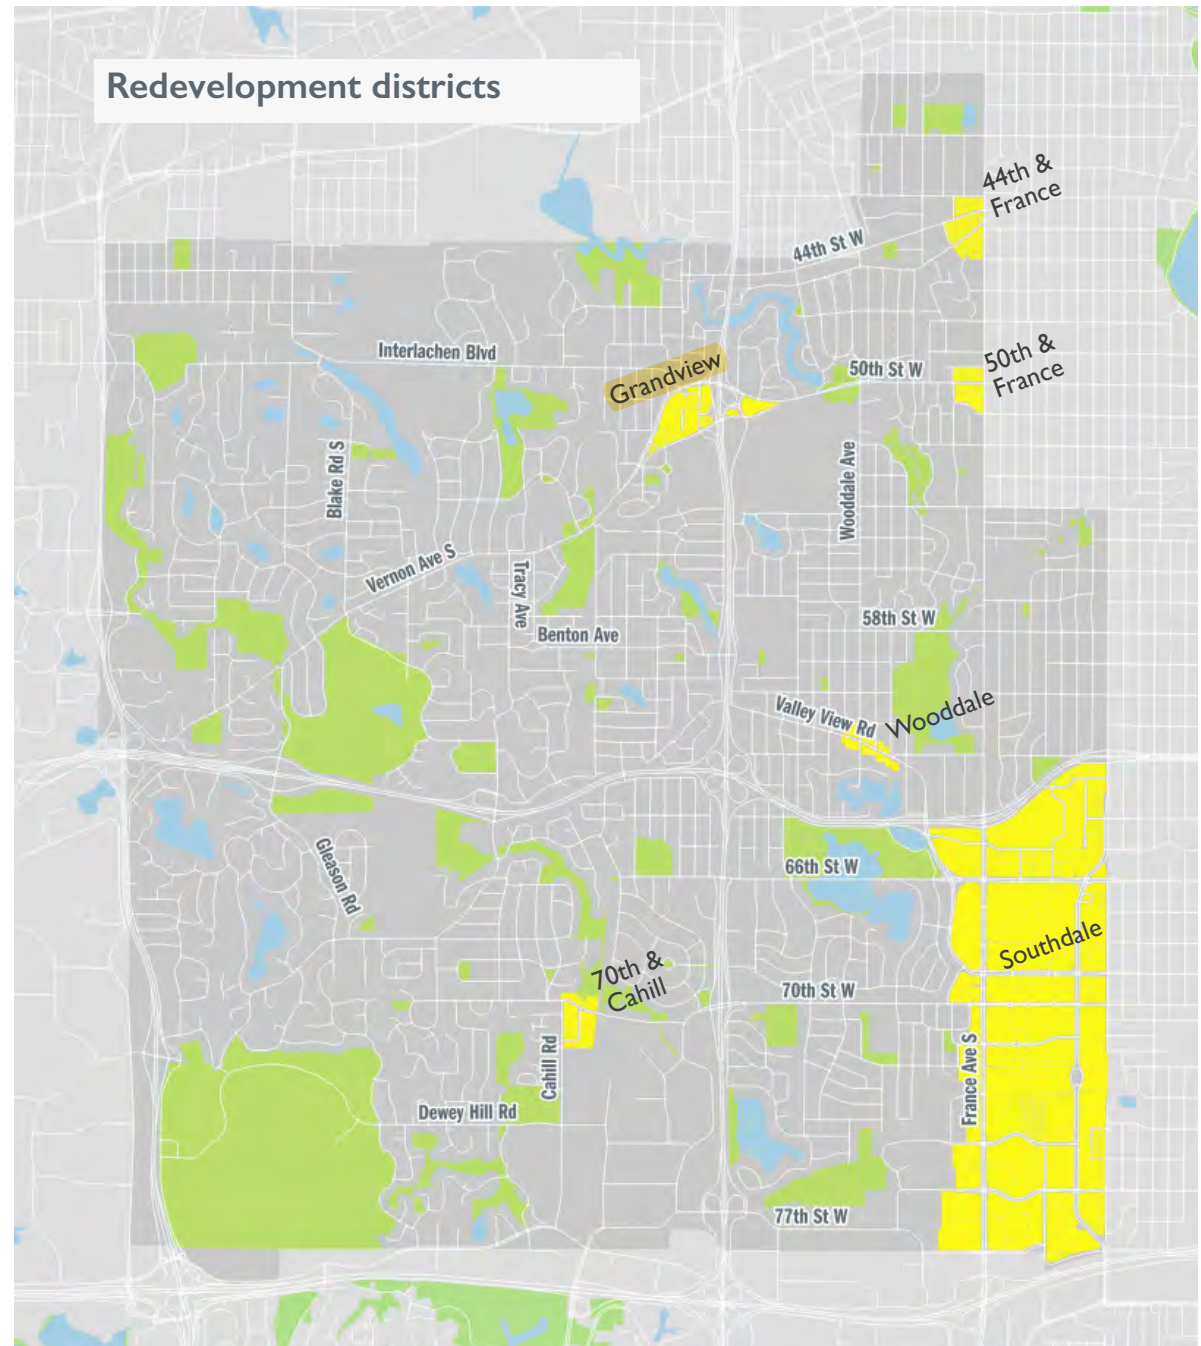 Redevelopment districts
44th &
France
44th St W
Interlachen Blvd
50th &
France
Grandview
50th St W
Blake Rd S
Wooddale Ave
Vernon Ave S
Tracy Ave
58th St W
Benton Ave
Valley View Rd
Wooddale
Gleason Rd
66th St W
Southdale
70th &
Cahill
70th St W
Cahill Rd
France Ave S
Dewey Hill Rd
77th St W